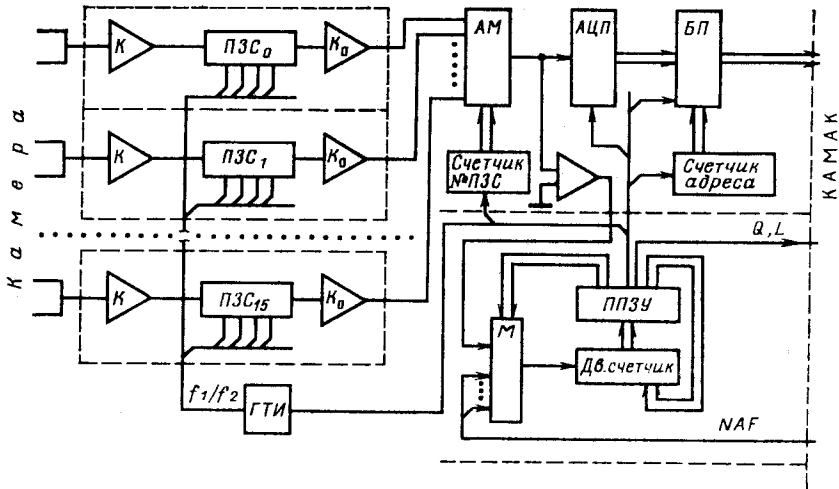 Камера
К
ПЗС₀
К₀
АМ
АЦП
БП
К
ПЗС₁
К₀
Счетчик
№ПЗС
Счетчик
адреса
КАМАК
Q, L
К
ПЗС₁₅
К₀
М
ППЗУ
Дв. счетчик
f₁/f₂
ГТИ
NAF